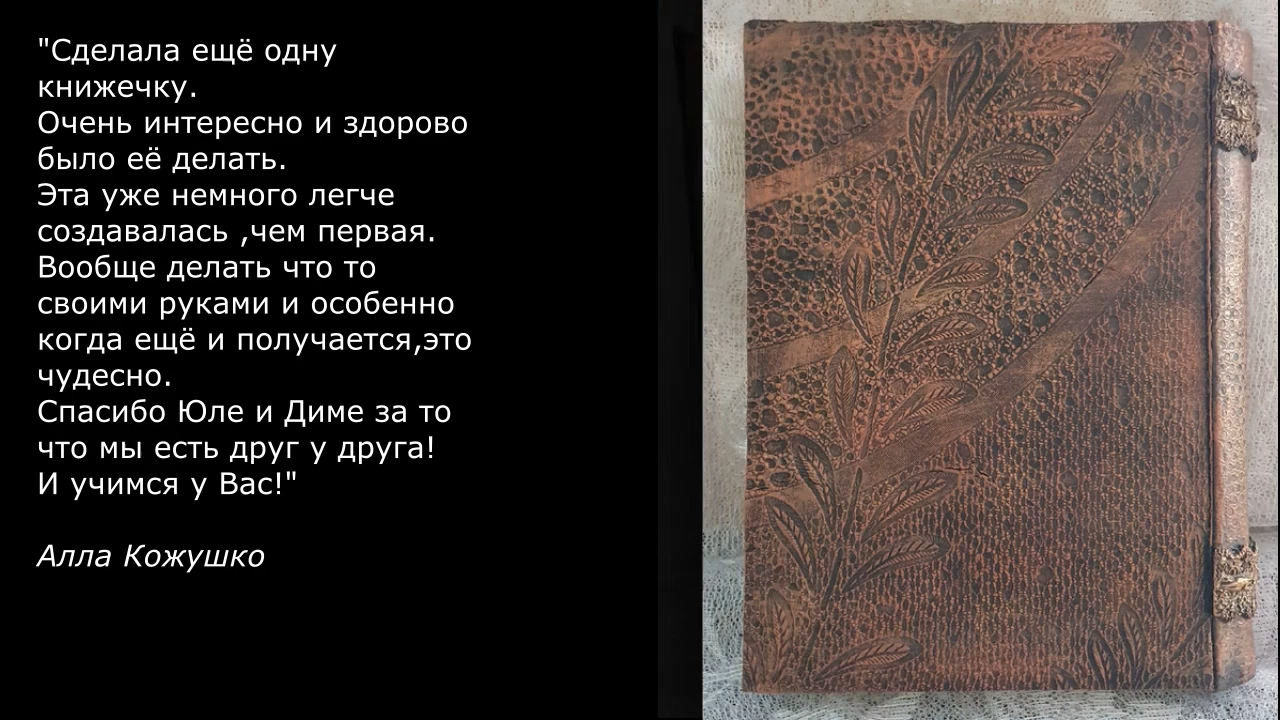 "Сделала ещё одну
книжечку.
Очень интересно и здорово
было её делать.
Эта уже немного легче
создавалась ,чем первая.
Вообще делать что то
своими руками и особенно
когда ещё и получается,это
чудесно.
Спасибо Юле и Диме за то
что мы есть друг у друга!
И учимся у Вас!"
Алла Кожушко